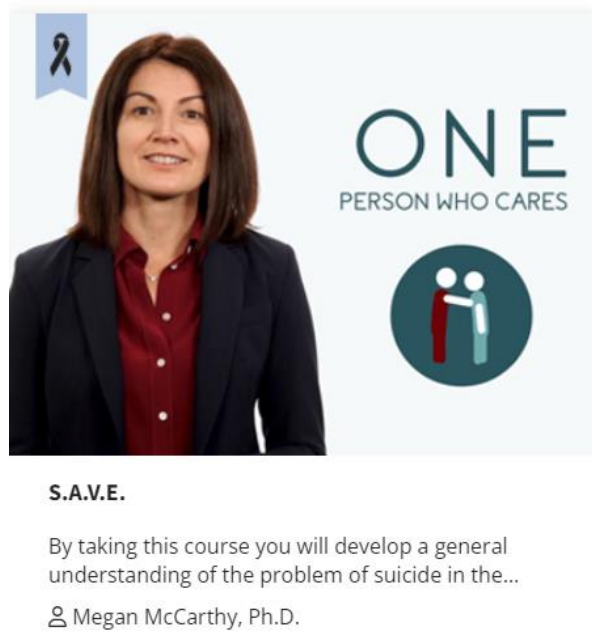 ONE
PERSON WHO CARES
S.A.V.E.
By taking this course you will develop a general
understanding of the problem of suicide in the...
Megan McCarthy, Ph.D.